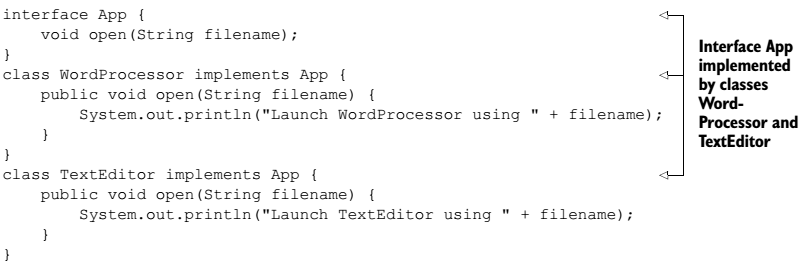 interface App {
    void open(String filename);
}
class WordProcessor implements App {
    public void open(String filename) {
        System.out.println("Launch WordProcessor using " + filename);
    }
}
class TextEditor implements App {
    public void open(String filename) {
        System.out.println("Launch TextEditor using " + filename);
    }
}
Interface App
implemented
by classes
Word-
Processor and
TextEditor